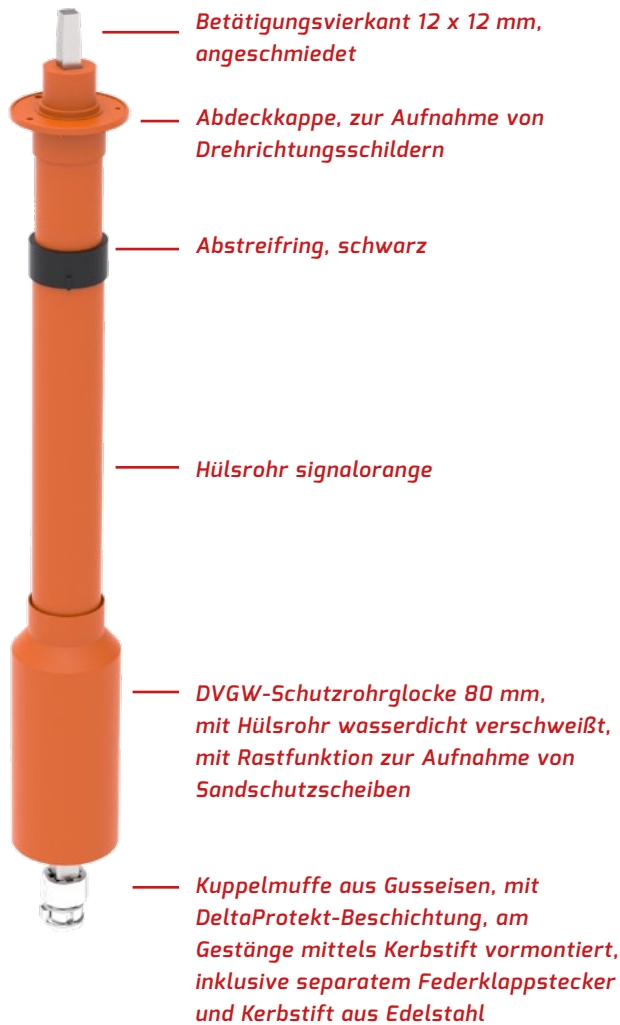 Betätigungsvierkant 12 x 12 mm,
angeschmiedet
Abdeckkappe, zur Aufnahme von
Drehrichtungsschildern
Abstreifring, schwarz
Hülsrohr signalorange
DVGW-Schutzrohrglocke 80 mm,
mit Hülsrohr wasserdicht verschweißt,
mit Rastfunktion zur Aufnahme von
Sandschutzscheiben
Kuppelmuffe aus Gusseisen, mit
DeltaProtekt-Beschichtung, am
Gestänge mittels Kerbstift vormontiert,
inklusive separatem Federklappstecker
und Kerbstift aus Edelstahl